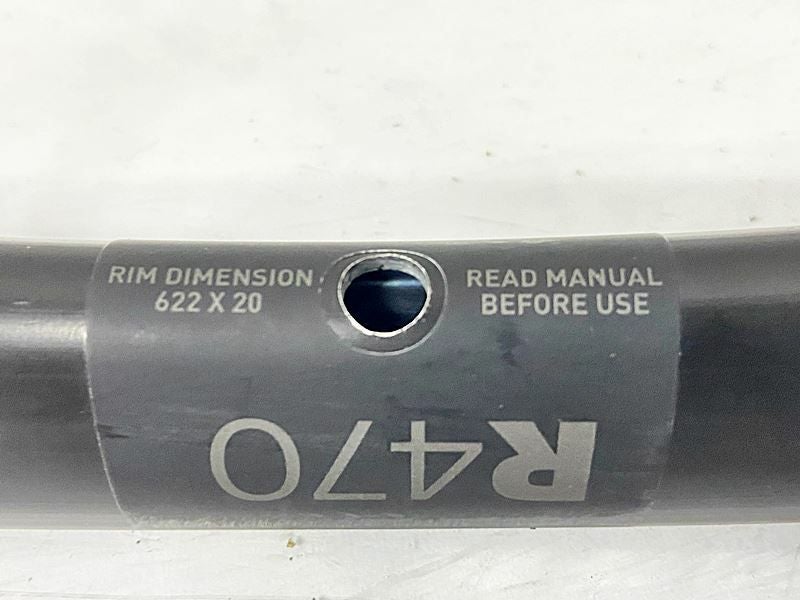 RIM DIMENSION
622 X 20
READ MANUAL
BEFORE USE
R470